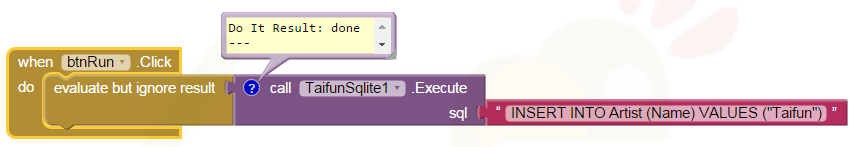 Do It Result: done
---
when btnRun .Click
do evaluate but ignore result ? call TaifunSqlite1 .Execute
sql “ INSERT INTO Artist (Name) VALUES ("Taifun") ”